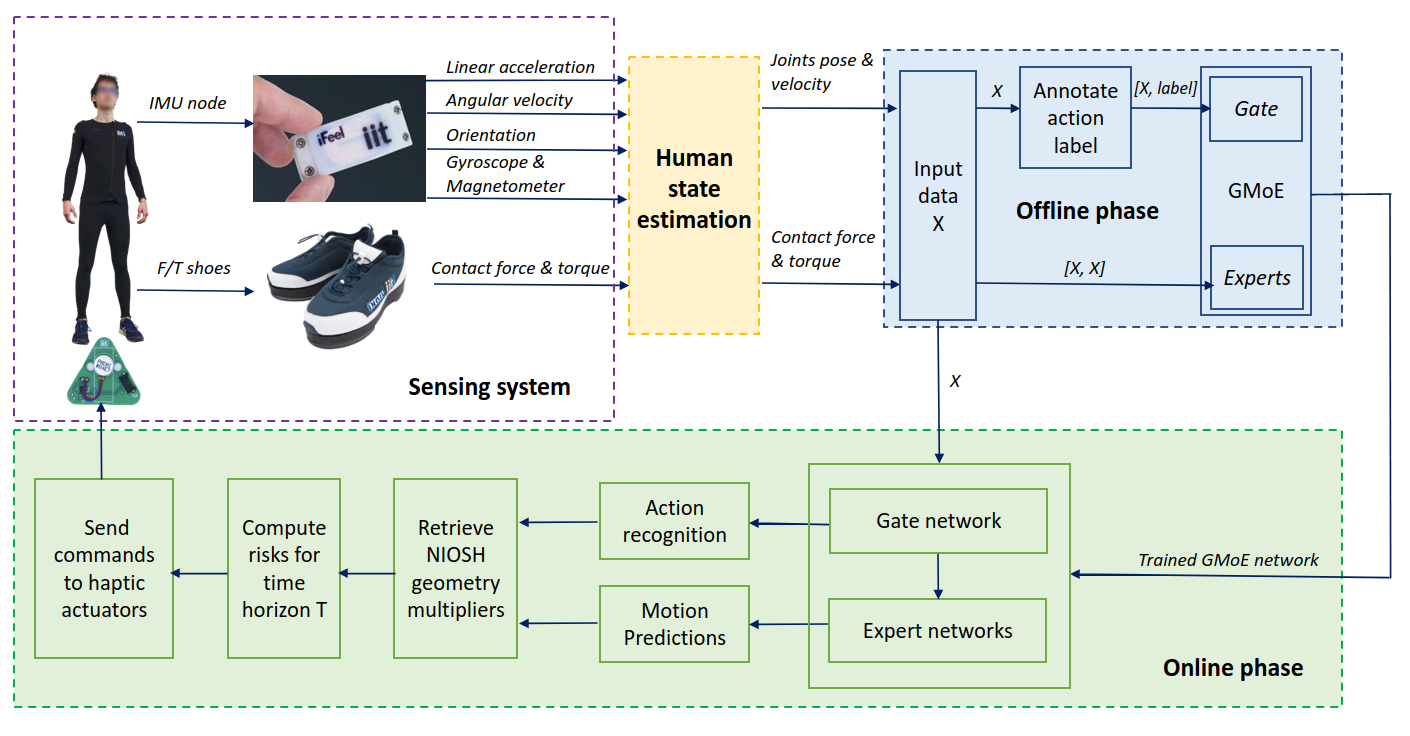 IMU node
iFeel
iit
Linear acceleration
Angular velocity
Orientation
Gyroscope &
Magnetometer
F/T shoes
Contact force & torque
Sensing system
Human
state
estimation
Joints pose &
velocity
Contact force
& torque
Input
data
X
X
Annotate
action
label
[X, label]
Gate
GMoE
Offline phase
[X, X]
Experts
X
Send
commands
to haptic
actuators
Compute
risks for
time
horizon T
Retrieve
NIOSH
geometry
multipliers
Action
recognition
Motion
Predictions
Gate network
Expert networks
Trained GMoE network
Online phase